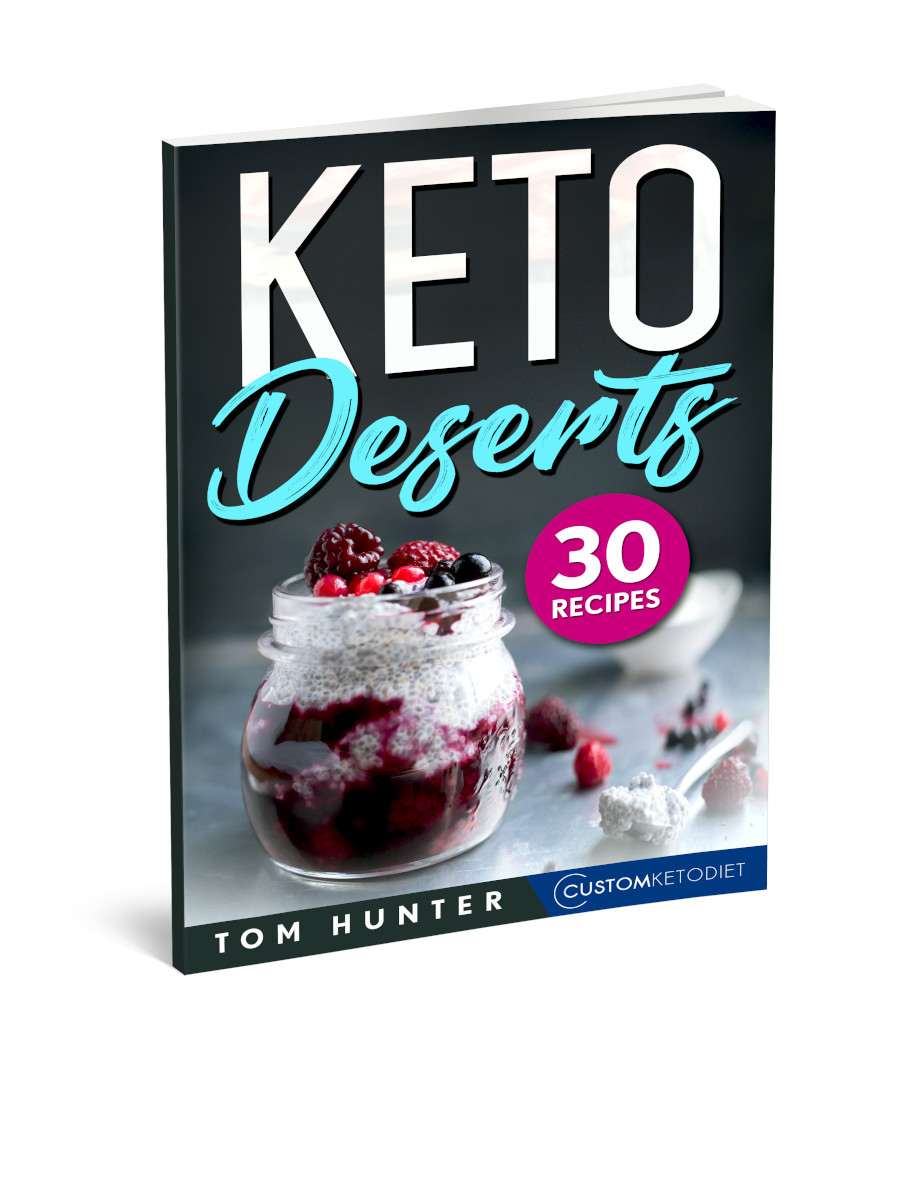 KETO
Deserts
30
RECIPES
TOM HUNTER
CUSTOMKETODIET